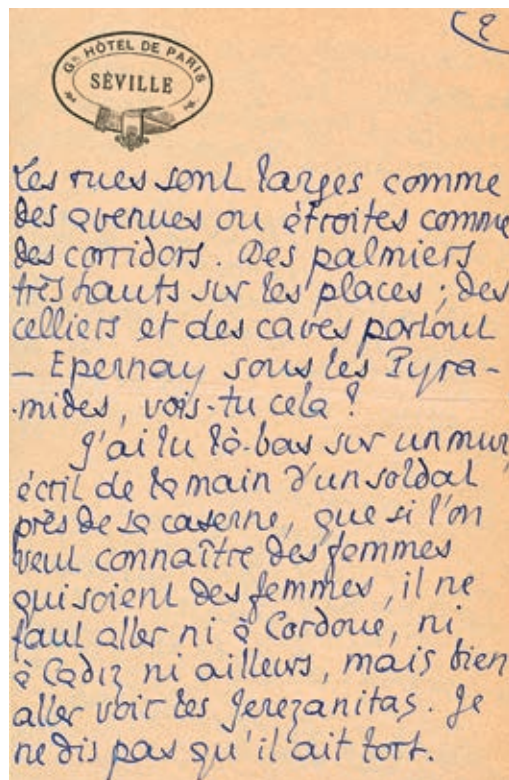 (2
Gᴰ HÔTEL DE PARIS
SÉVILLE
Les rues sont larges comme
des avenues ou étroites comme
des corridors. Des palmiers
très hauts sur les places ; des
celliers et des caves partout
– Epernay sous les Pyra-
-mides, vois-tu cela ?
J'ai lu là-bas sur un mur,
écrit de la main d'un soldat
près de sa caserne, que si l'on
veut connaître des femmes
qui soient des femmes, il ne
faut aller ni à Cordoue, ni
à Cadiz ni ailleurs, mais bien
aller voir les Jerezanitas. Je
ne dis pas qu'il ait tort.